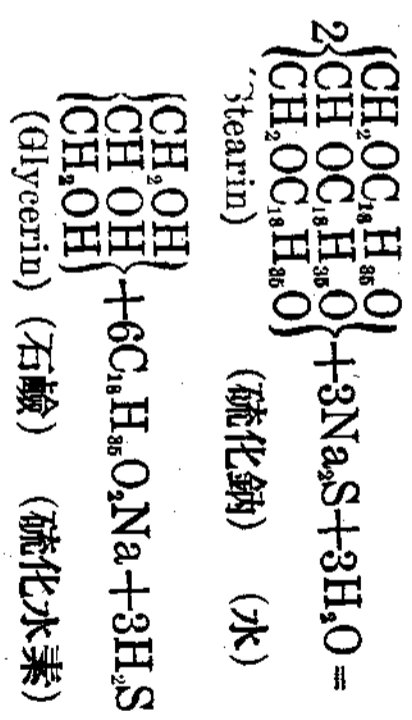 {CH₂OC₁₈H₃₅O}
2{CH OC₁₈H₃₅O}+3Na₂S+3H₂O=
{CH₂OC₁₈H₃₅O}
(Stearin) (硫化鈉) (水)
{CH₂OH}
{CH OH}+6C₁₈H₃₅O₂Na+3H₂S
{CH₂OH}
(Glycerin) (石鹼) (硫化水素)